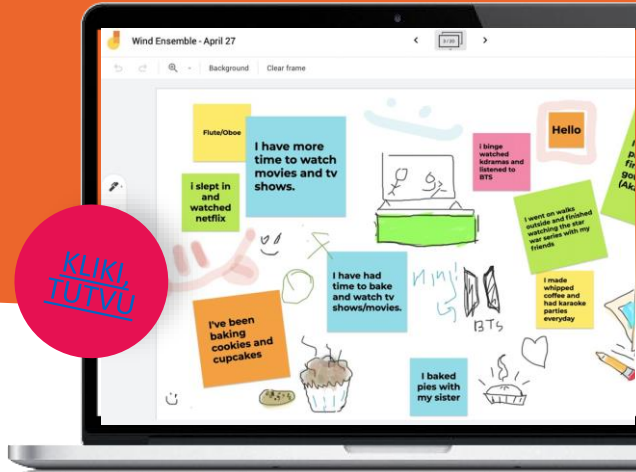 Wind Ensemble - April 27
3/20
Background
Clear frame
Flute/Oboe
I have more
time to watch
movies and tv
shows.
i slept in
and
watched
netflix
i binge
watched
kdramas and
listened to
BTS
Hello
I went on walks
outside and finished
watching the star
war series with my
friends
I have had
time to bake
and watch tv
shows/movies.
BTS
I made
whipped
coffee and
had karaoke
parties
everyday
I've been
baking
cookies and
cupcakes
I baked
pies with
my sister
KLIKI,
TUTVU